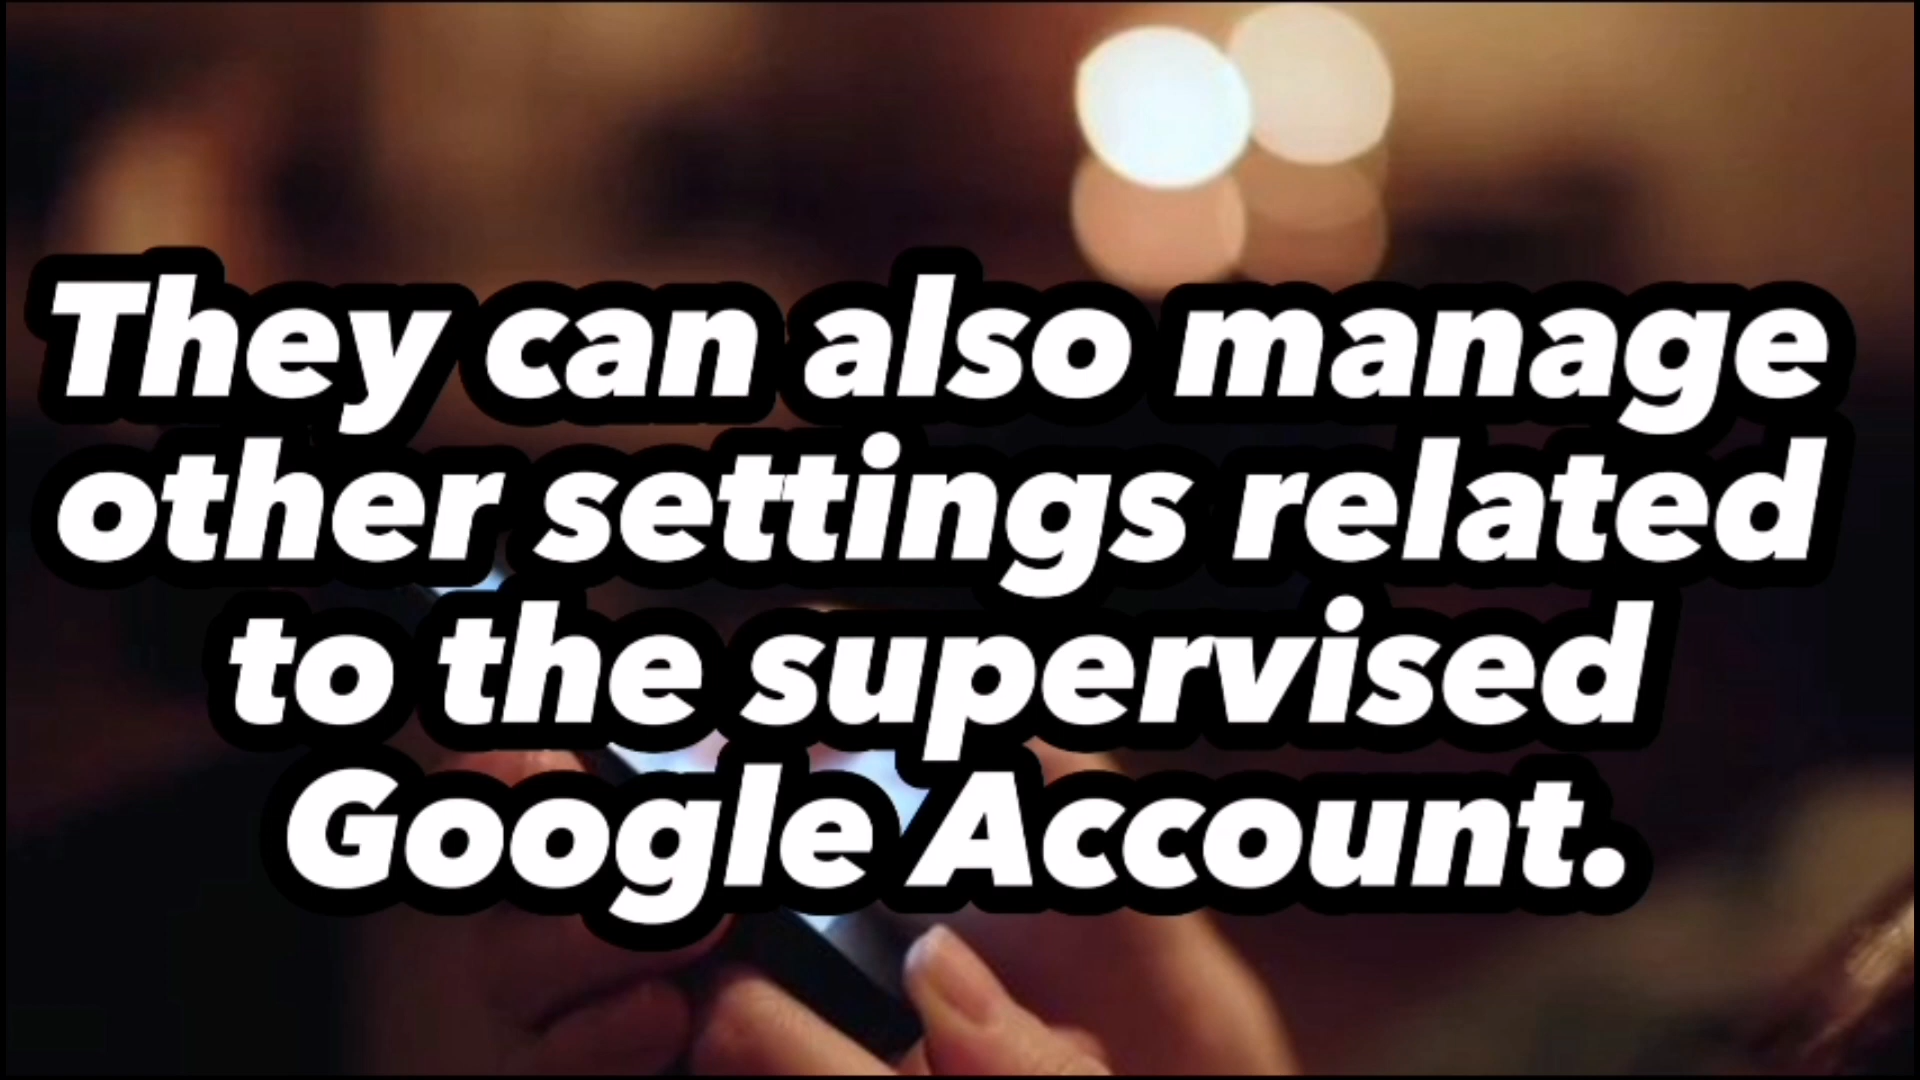 They can also manage
other settings related
to the supervised
Google Account.